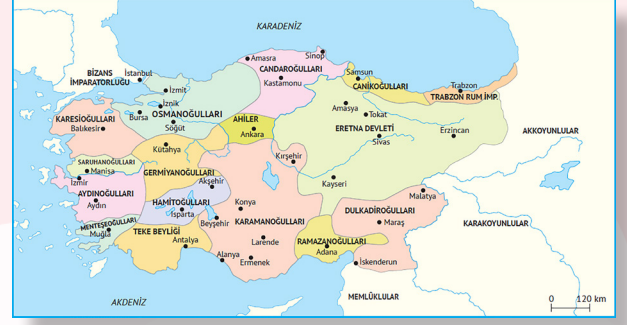 KARADENİZ
Sinop
Amasra
CANDAROĞULLARI
Kastamonu
Samsun
CANİKOĞULLARI
Trabzon
TRABZON RUM İMP.
BİZANS
İMPARATORLUĞU
İstanbul
İzmit
İznik
Bursa
OSMANOĞULLARI
Söğüt
AHİLER
Ankara
Amasya
Tokat
ERETNA DEVLETİ
Sivas
Erzincan
AKKOYUNLULAR
KARESİOĞULLARI
Balıkesir
Kütahya
Kırşehir
SARUHANOĞULLARI
Manisa
GERMİYANOĞULLARI
Akşehir
Kayseri
İzmir
AYDINOĞULLARI
Aydın
HAMİTOĞULLARI
Isparta
Konya
Beyşehir
KARAMANOĞULLARI
Malatya
DULKADİROĞULLARI
Maraş
KARAKOYUNLULAR
MENTEŞEOĞULLARI
Muğla
TEKE BEYLİĞİ
Antalya
Larende
RAMAZANOĞULLARI
Adana
Alanya
Ermenek
İskenderun
AKDENİZ
MEMLÛKLULAR
0 120 km